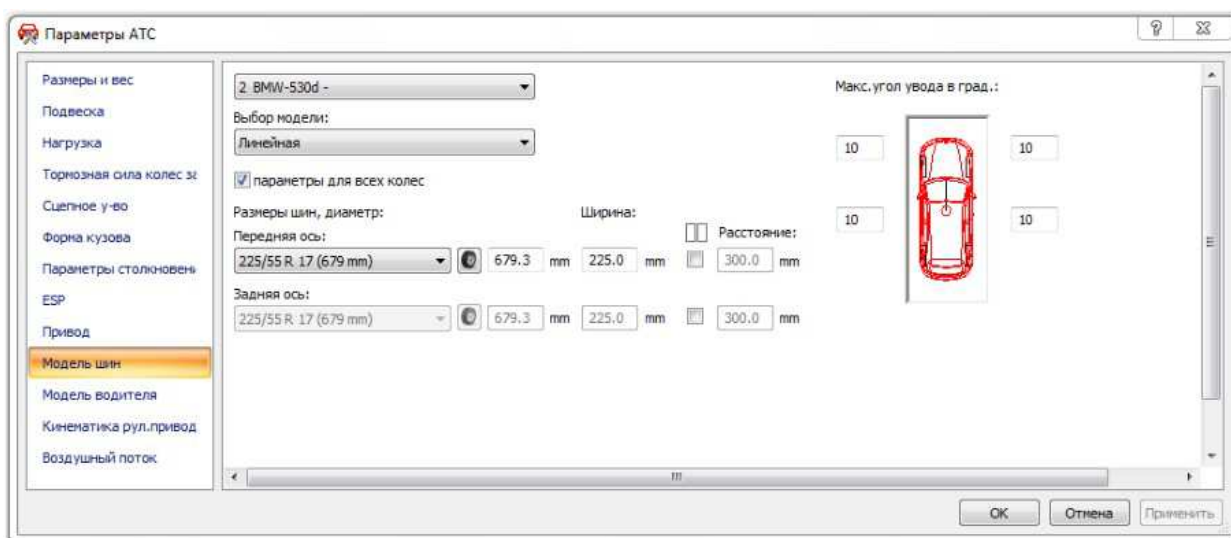 Параметры АТС
Размеры и вес
Подвеска
Нагрузка
Тормозная сила колес за
Сцепное у-во
Форма кузова
Параметры столкновени
ESP
Привод
Модель шин
Модель водителя
Кинематика рул.привод
Воздушный поток
2 BMW-530d -
Выбор модели:
Линейная
параметры для всех колес
Размеры шин, диаметр:
Ширина:
Передняя ось:
Расстояние:
225/55 R 17 (679 mm)
679.3 mm
225.0 mm
300.0 mm
Задняя ось:
225/55 R 17 (679 mm)
679.3 mm
225.0 mm
300.0 mm
Макс.угол увода в град.:
10
10
10
10
OK
Отмена
Применить